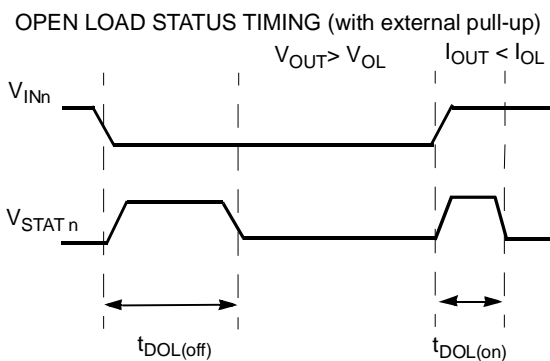 OPEN LOAD STATUS TIMING (with external pull-up)
VOUT> VOL
IOUT < IOL
VINn
VSTAT n
tDOL(off)
tDOL(on)